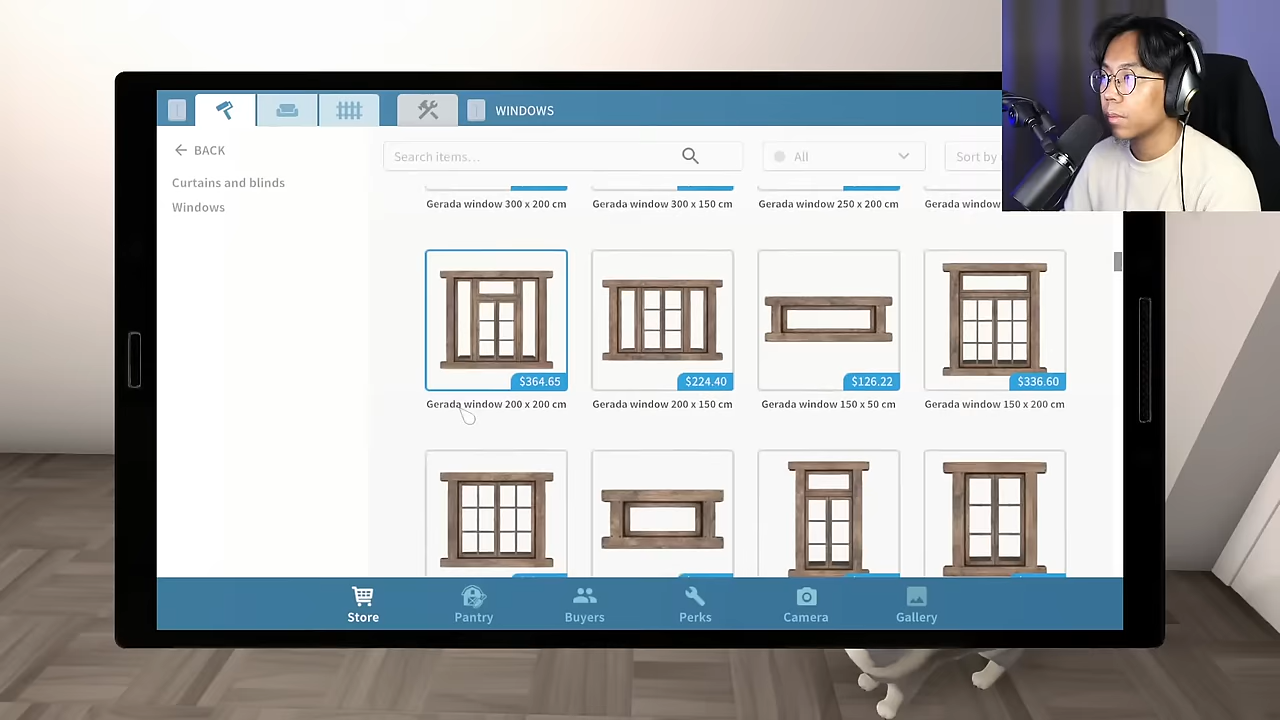 WINDOWS
BACK
Search items...
All
Sort by
Curtains and blinds
Windows
Gerada window 300 x 200 cm
Gerada window 300 x 150 cm
Gerada window 250 x 200 cm
Gerada window
$364.65
$224.40
$126.22
$336.60
Gerada window 200 x 200 cm
Gerada window 200 x 150 cm
Gerada window 150 x 50 cm
Gerada window 150 x 200 cm
Store
Pantry
Buyers
Perks
Camera
Gallery